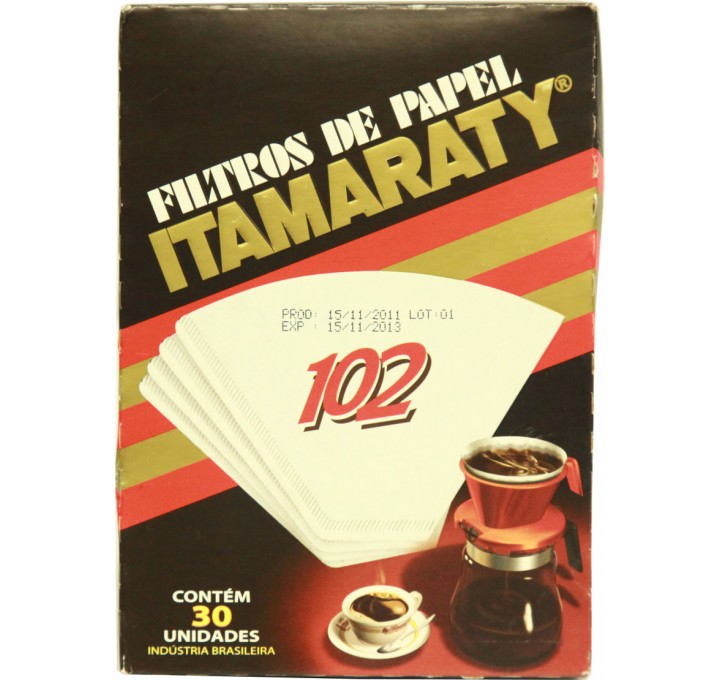 FILTROS DE PAPEL
ITAMARATY®
PROD: 15/11/2011 LOT:01
EXP : 15/11/2013
102
CONTÉM
30
UNIDADES
INDÚSTRIA BRASILEIRA